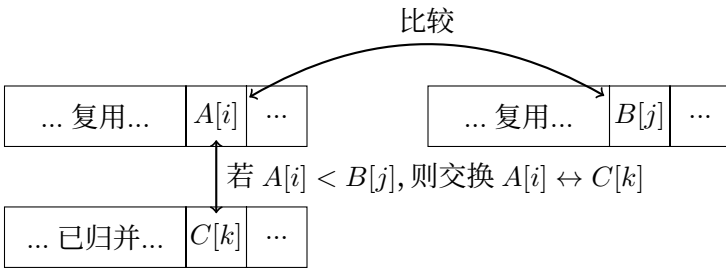 比较
... 复用... A[i] ... ... 复用... B[j] ...
若 A[i] < B[j], 则交换 A[i] ↔ C[k]
... 已归并... C[k] ...